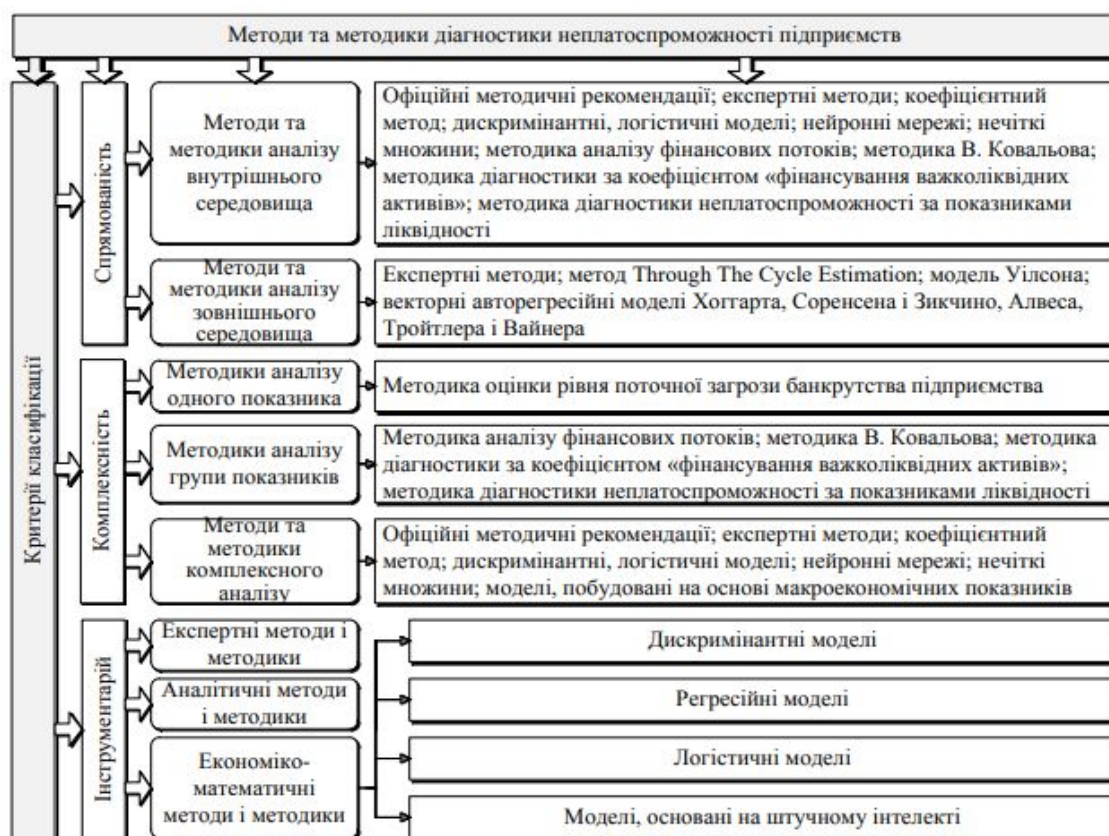 Методи та методики діагностики неплатоспроможності підприємств
Критерії класифікації
Спрямованість
Методи та
методики аналізу
внутрішнього
середовища
Офіційні методичні рекомендації; експертні методи; коефіцієнтний
метод; дискримінантні, логістичні моделі; нейронні мережі; нечіткі
множини; методика аналізу фінансових потоків; методика В. Ковальова;
методика діагностики за коефіцієнтом «фінансування важколіквідних
активів»; методика діагностики неплатоспроможності за показниками
ліквідності
Методи та
методики аналізу
зовнішнього
середовища
Експертні методи; метод Through The Cycle Estimation; модель Уілсона;
векторні авторегресійні моделі Хоггарта, Соренсена і Зикчино, Алвеса,
Тройтлера і Вайнера
Комплексність
Методики аналізу
одного показника
Методика оцінки рівня поточної загрози банкрутства підприємства
Методики аналізу
групи показників
Методика аналізу фінансових потоків; методика В. Ковальова; методика
діагностики за коефіцієнтом «фінансування важколіквідних активів»;
методика діагностики неплатоспроможності за показниками ліквідності
Методи та
методики
комплексного
аналізу
Офіційні методичні рекомендації; експертні методи; коефіцієнтний
метод; дискримінантні, логістичні моделі; нейронні мережі; нечіткі
множини; моделі, побудовані на основі макроекономічних показників
Інструментарій
Експертні методи і
методики
Аналітичні методи
і методики
Економіко-
математичні
методи і методики
Дискримінантні моделі
Регресійні моделі
Логістичні моделі
Моделі, основані на штучному інтелекті